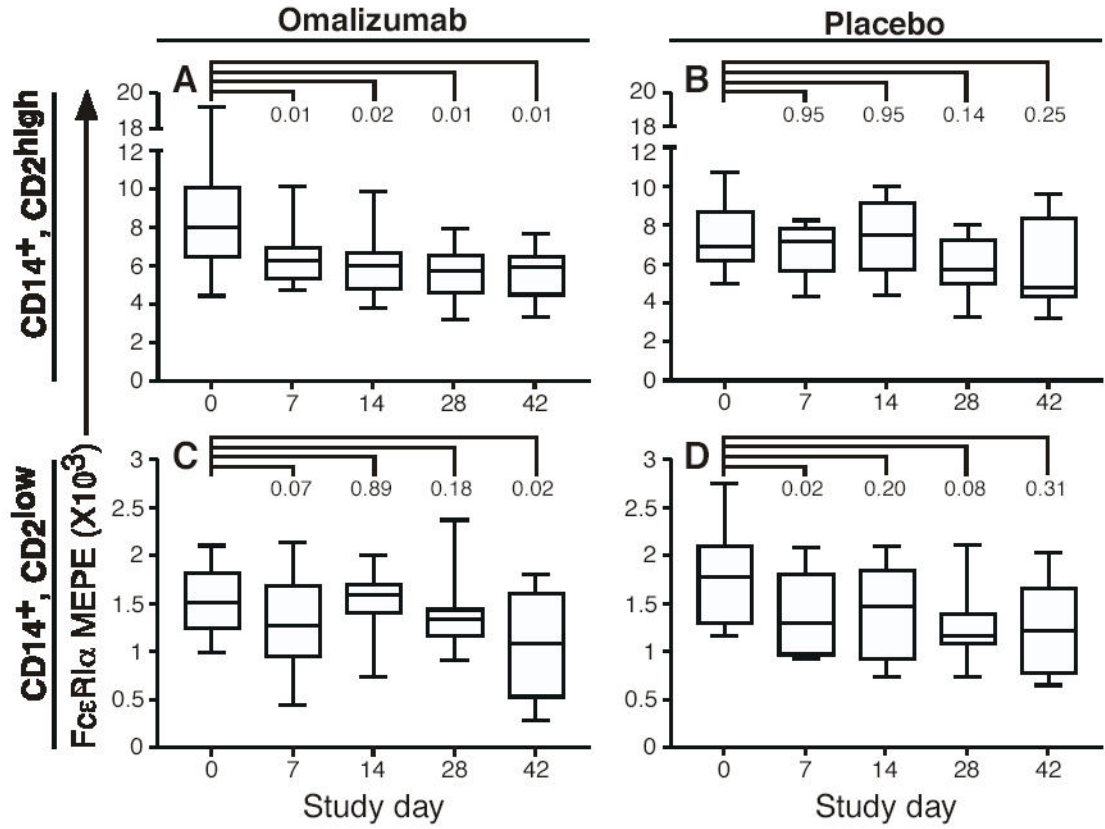 Omalizumab
Placebo
CD14+, CD2high
A
0.01 0.02 0.01 0.01
20
18
12
10
8
6
4
2
0
0 7 14 28 42
B
0.95 0.95 0.14 0.25
20
18
12
10
8
6
4
2
0
0 7 14 28 42
CD14+, CD2low
FcεRIα MEPE (X10³)
C
0.07 0.89 0.18 0.02
3
2.5
2
1.5
1
0.5
0
0 7 14 28 42
Study day
D
0.02 0.20 0.08 0.31
3
2.5
2
1.5
1
0.5
0
0 7 14 28 42
Study day